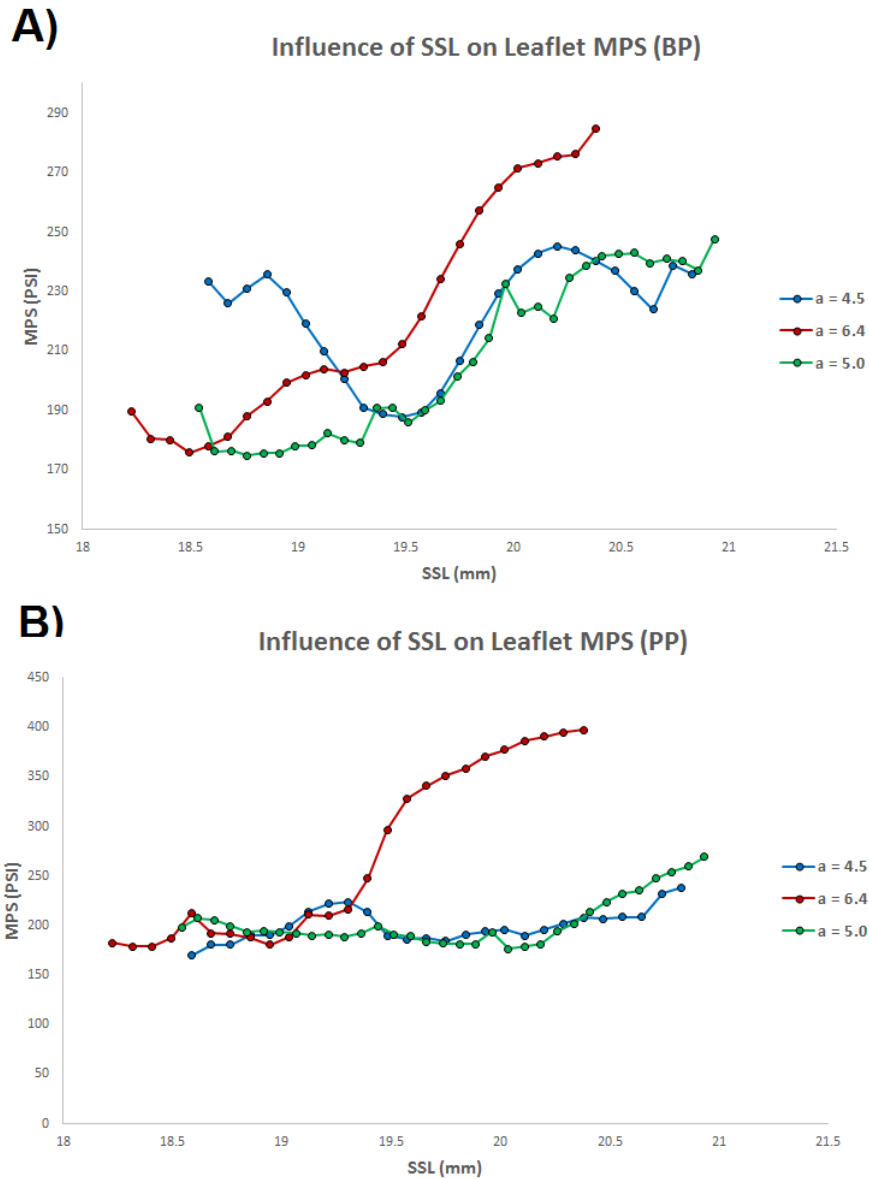 A)
Influence of SSL on Leaflet MPS (BP)
290
270
250
230
210
190
170
150
MPS (PSI)
18
18.5
19
19.5
20
20.5
21
21.5
SSL (mm)
a = 4.5
a = 6.4
a = 5.0
B)
Influence of SSL on Leaflet MPS (PP)
450
400
350
300
250
200
150
100
50
0
MPS (PSI)
18
18.5
19
19.5
20
20.5
21
21.5
SSL (mm)
a = 4.5
a = 6.4
a = 5.0